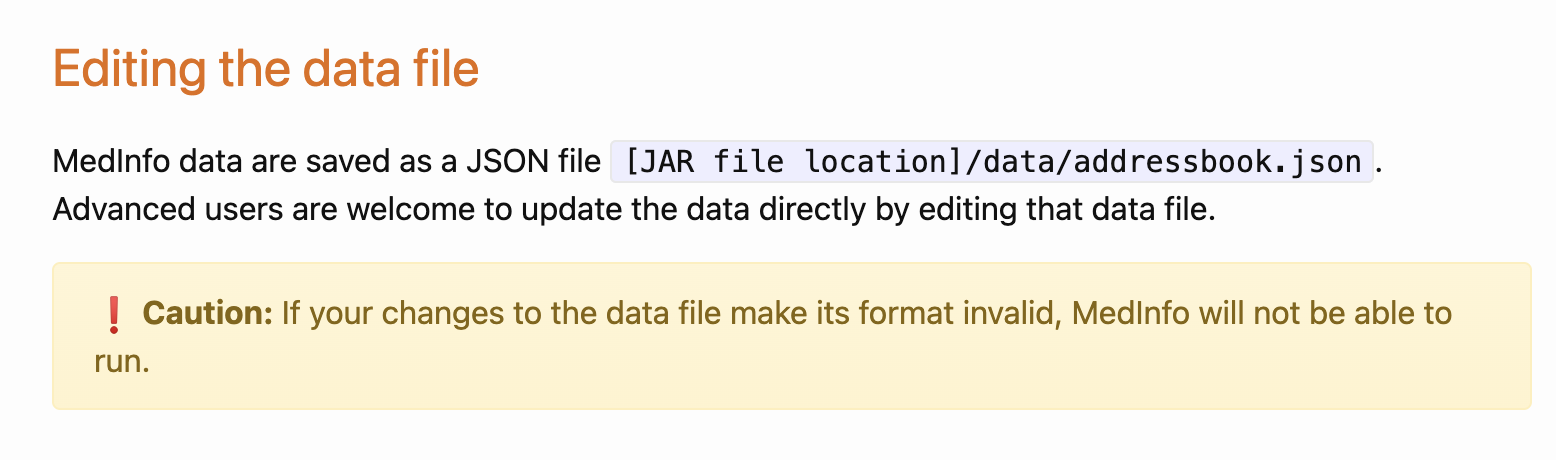 Editing the data file
MedInfo data are saved as a JSON file [JAR file location]/data/addressbook.json.
Advanced users are welcome to update the data directly by editing that data file.
❗ Caution: If your changes to the data file make its format invalid, MedInfo will not be able to
run.